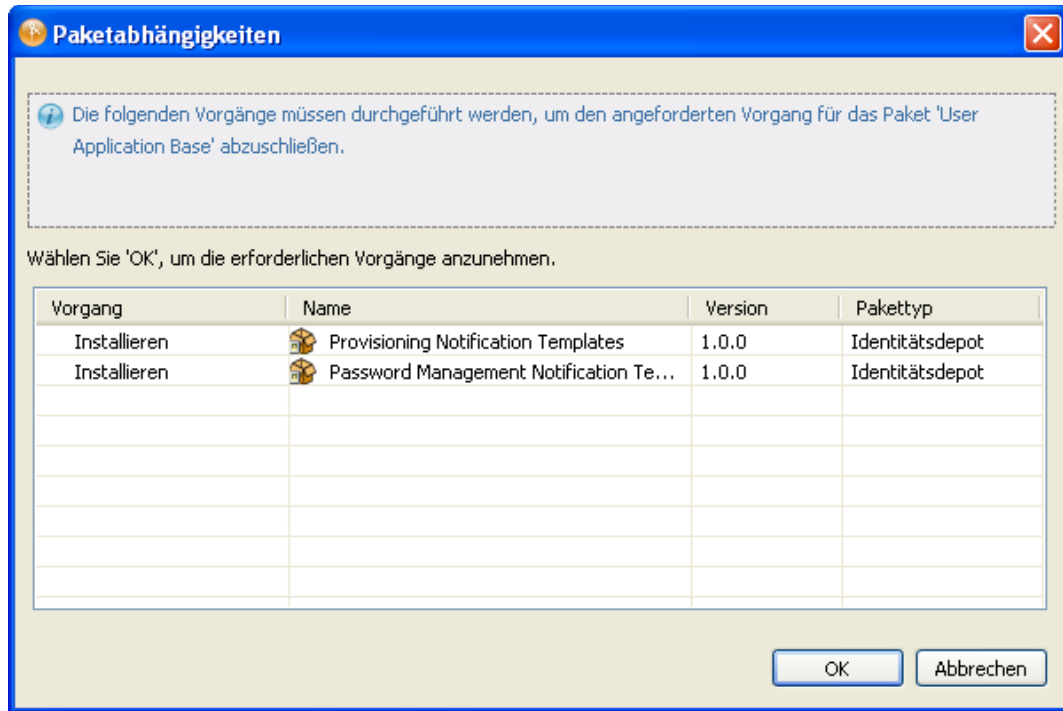 Paketabhängigkeiten
Die folgenden Vorgänge müssen durchgeführt werden, um den angeforderten Vorgang für das Paket 'User
Application Base' abzuschließen.
Wählen Sie 'OK', um die erforderlichen Vorgänge anzunehmen.
Vorgang Name Version Pakettyp
Installieren Provisioning Notification Templates 1.0.0 Identitätsdepot
Installieren Password Management Notification Te... 1.0.0 Identitätsdepot
OK Abbrechen